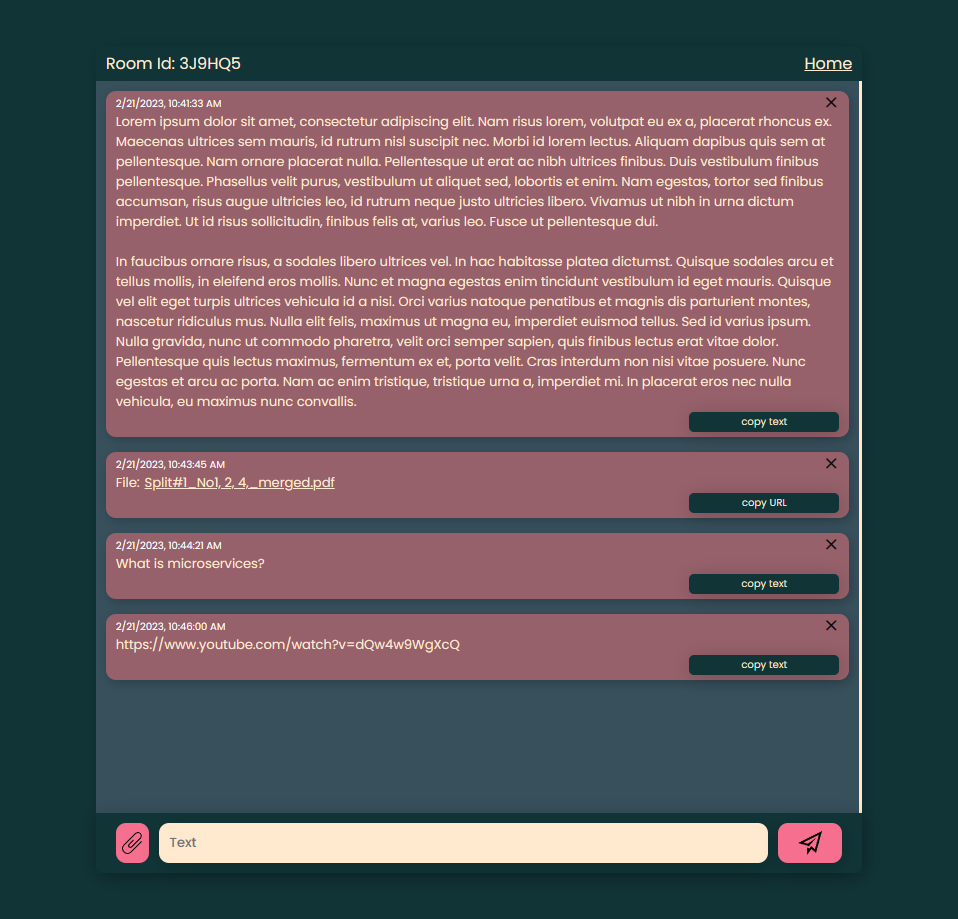 Room Id: 3J9HQ5
Home
2/21/2023, 10:41:33 AM
Lorem ipsum dolor sit amet, consectetur adipiscing elit. Nam risus lorem, volutpat eu ex a, placerat rhoncus ex.
Maecenas ultrices sem mauris, id rutrum nisl suscipit nec. Morbi id lorem lectus. Aliquam dapibus quis sem at
pellentesque. Nam ornare placerat nulla. Pellentesque ut erat ac nibh ultrices finibus. Duis vestibulum finibus
pellentesque. Phasellus velit purus, vestibulum ut aliquet sed, lobortis et enim. Nam egestas, tortor sed finibus
accumsan, risus augue ultricies leo, id rutrum neque justo ultricies libero. Vivamus ut nibh in urna dictum
imperdiet. Ut id risus sollicitudin, finibus felis at, varius leo. Fusce ut pellentesque dui.
In faucibus ornare risus, a sodales libero ultrices vel. In hac habitasse platea dictumst. Quisque sodales arcu et
tellus mollis, in eleifend eros mollis. Nunc et magna egestas enim tincidunt vestibulum id eget mauris. Quisque
vel elit eget turpis ultrices vehicula id a nisi. Orci varius natoque penatibus et magnis dis parturient montes,
nascetur ridiculus mus. Nulla elit felis, maximus ut magna eu, imperdiet euismod tellus. Sed id varius ipsum.
Nulla gravida, nunc ut commodo pharetra, velit orci semper sapien, quis finibus lectus erat vitae dolor.
Pellentesque quis lectus maximus, fermentum ex et, porta velit. Cras interdum non nisi vitae posuere. Nunc
egestas et arcu ac porta. Nam ac enim tristique, tristique urna a, imperdiet mi. In placerat eros nec nulla
vehicula, eu maximus nunc convallis.
copy text
2/21/2023, 10:43:45 AM
File: Split#1_No1, 2, 4,_merged.pdf
copy URL
2/21/2023, 10:44:21 AM
What is microservices?
copy text
2/21/2023, 10:46:00 AM
https://www.youtube.com/watch?v=dQw4w9WgXcQ
copy text
Text